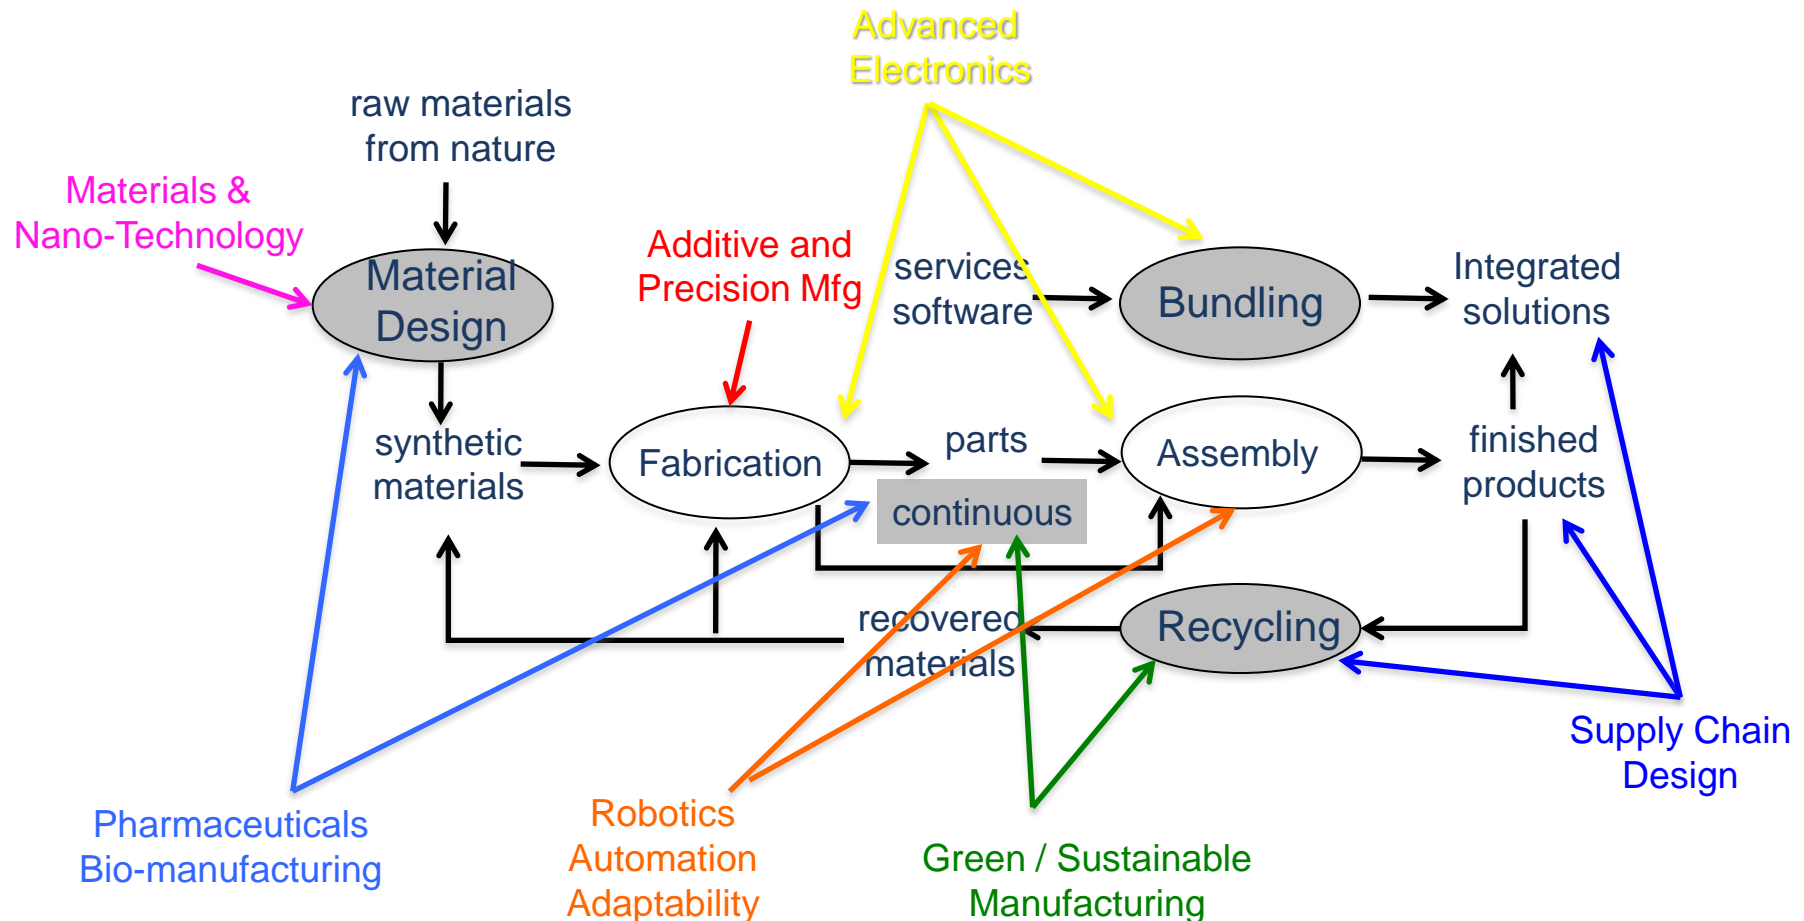 Advanced
Electronics
raw materials
from nature
Materials &
Nano-Technology
Additive and
Precision Mfg
services
software
Material
Design
Bundling
Integrated
solutions
synthetic
materials
Fabrication
parts
continuous
Assembly
finished
products
recovered
materials
Recycling
Supply Chain
Design
Pharmaceuticals
Bio-manufacturing
Robotics
Automation
Adaptability
Green / Sustainable
Manufacturing